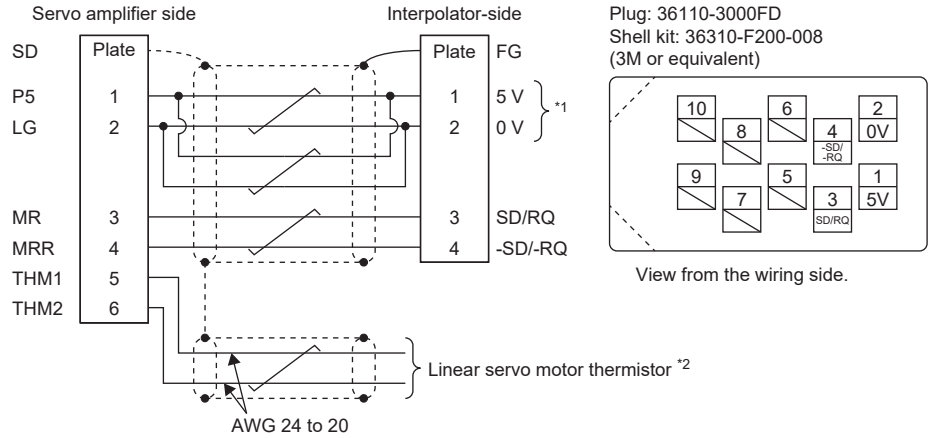 Servo amplifier side
Interpolator-side
Plug: 36110-3000FD
Shell kit: 36310-F200-008
(3M or equivalent)
SD Plate Plate FG
P5 1 1 5 V
*1
LG 2 2 0 V
MR 3 3 SD/RQ
MRR 4 4 -SD/-RQ
THM1 5
THM2 6
Linear servo motor thermistor *2
AWG 24 to 20
10 6 2
8 4 0V
-SD/
-RQ
9 5 1
7 3 5V
SD/RQ
View from the wiring side.